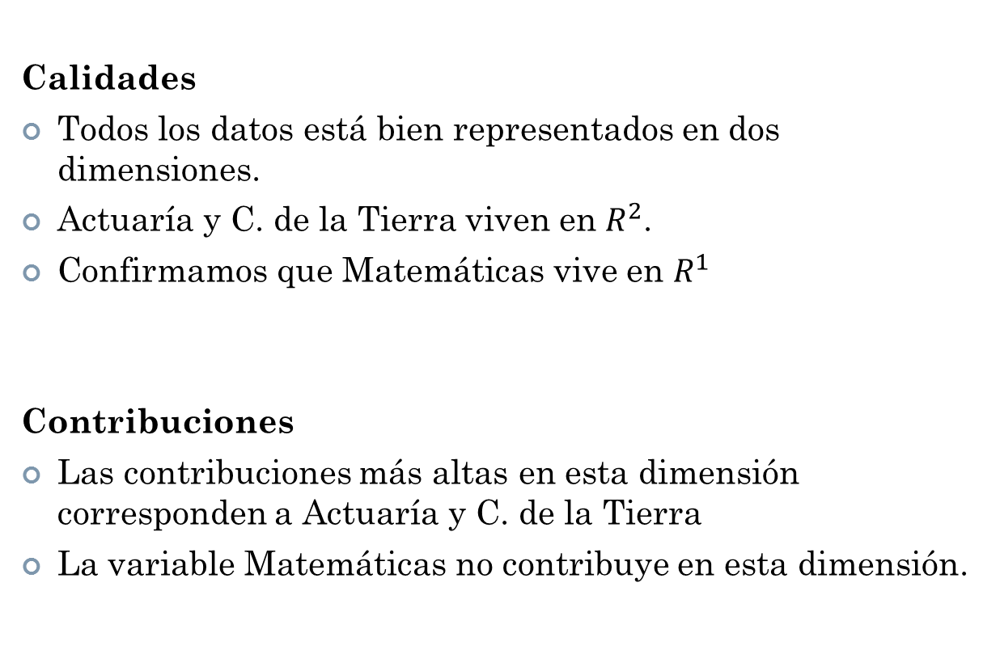 Calidades
Todos los datos está bien representados en dos
dimensiones.
Actuaría y C. de la Tierra viven en R².
Confirmamos que Matemáticas vive en R¹
Contribuciones
Las contribuciones más altas en esta dimensión
corresponden a Actuaría y C. de la Tierra
La variable Matemáticas no contribuye en esta dimensión.